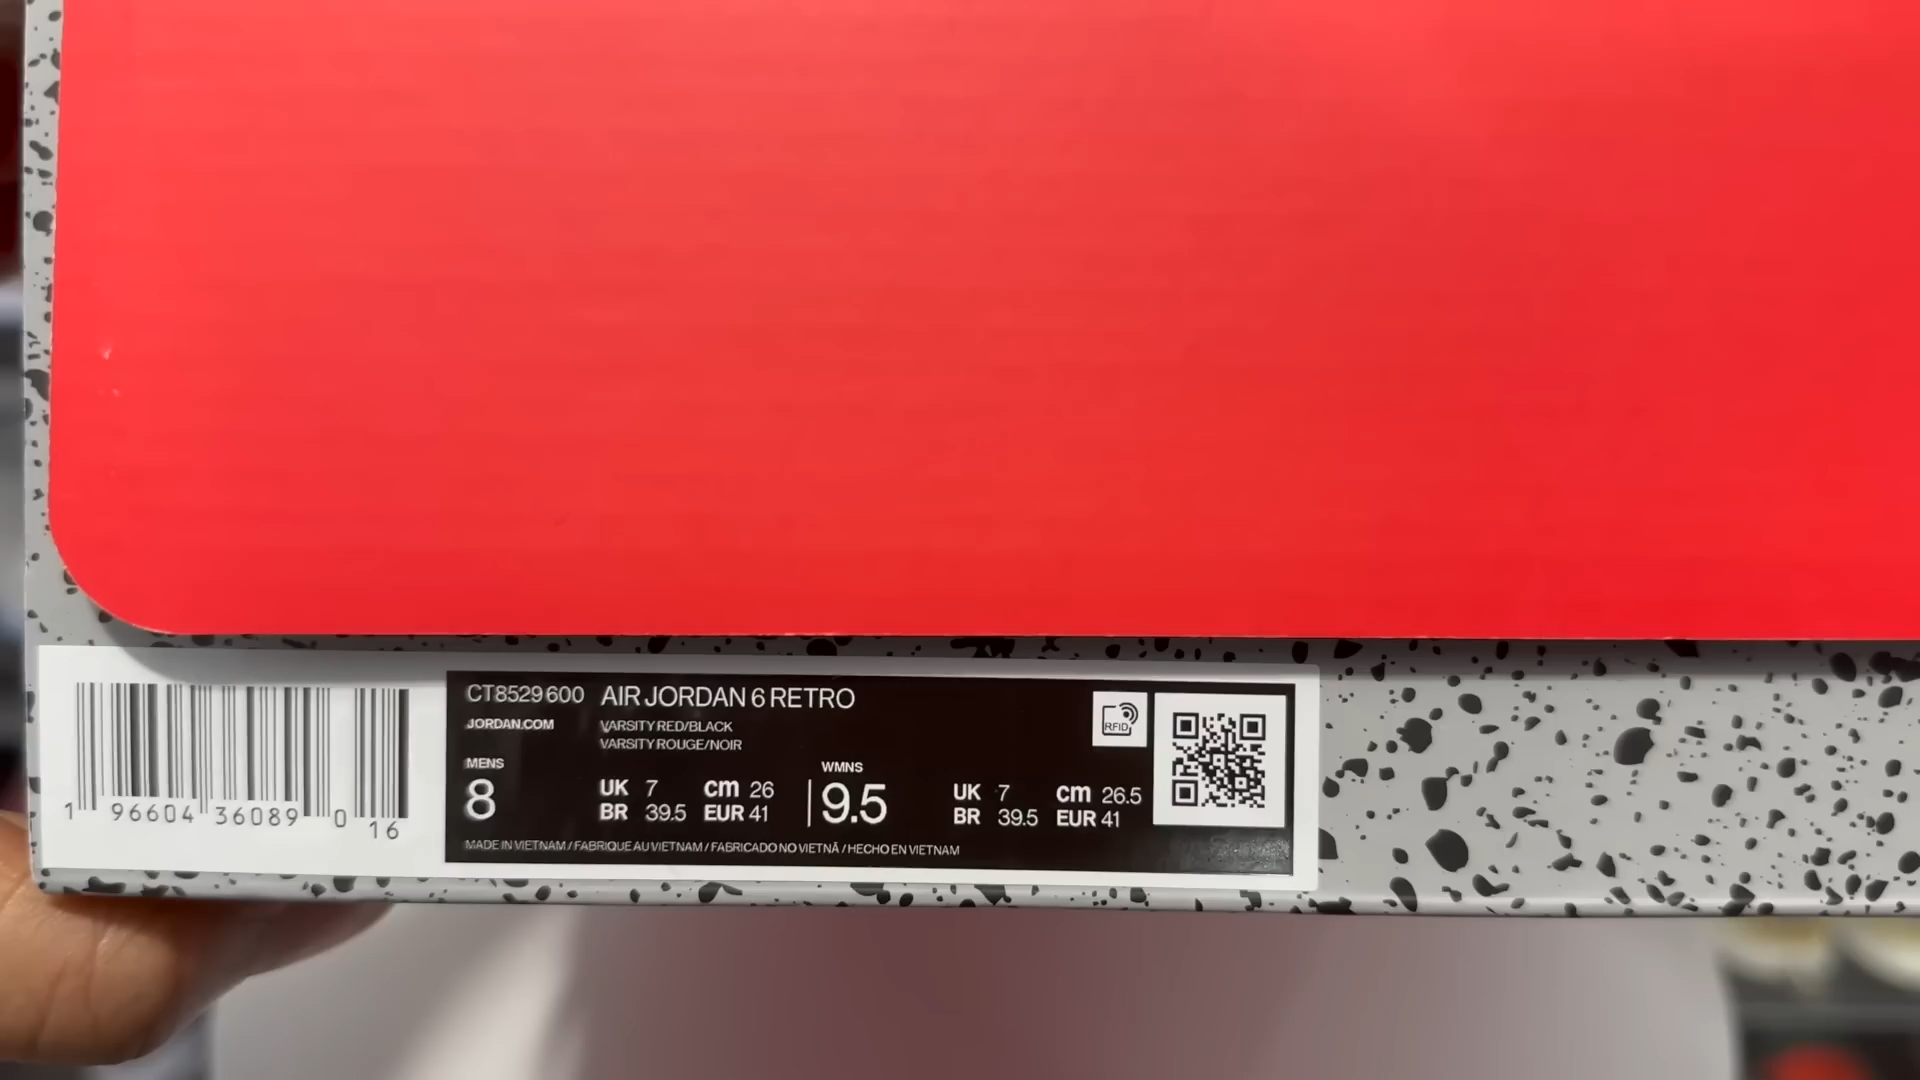 CT8529 600 AIR JORDAN 6 RETRO
JORDAN.COM VARSITY RED/BLACK
VARSITY ROUGE/NOIR
RFID
MENS
8
UK 7 cm 26
BR 39.5 EUR 41
WMNS
9.5
UK 7 cm 26.5
BR 39.5 EUR 41
MADE IN VIETNAM / FABRIQUE AU VIETNAM / FABRICADO NO VIETNÃ / HECHO EN VIETNAM
1 96604 36089 0 16